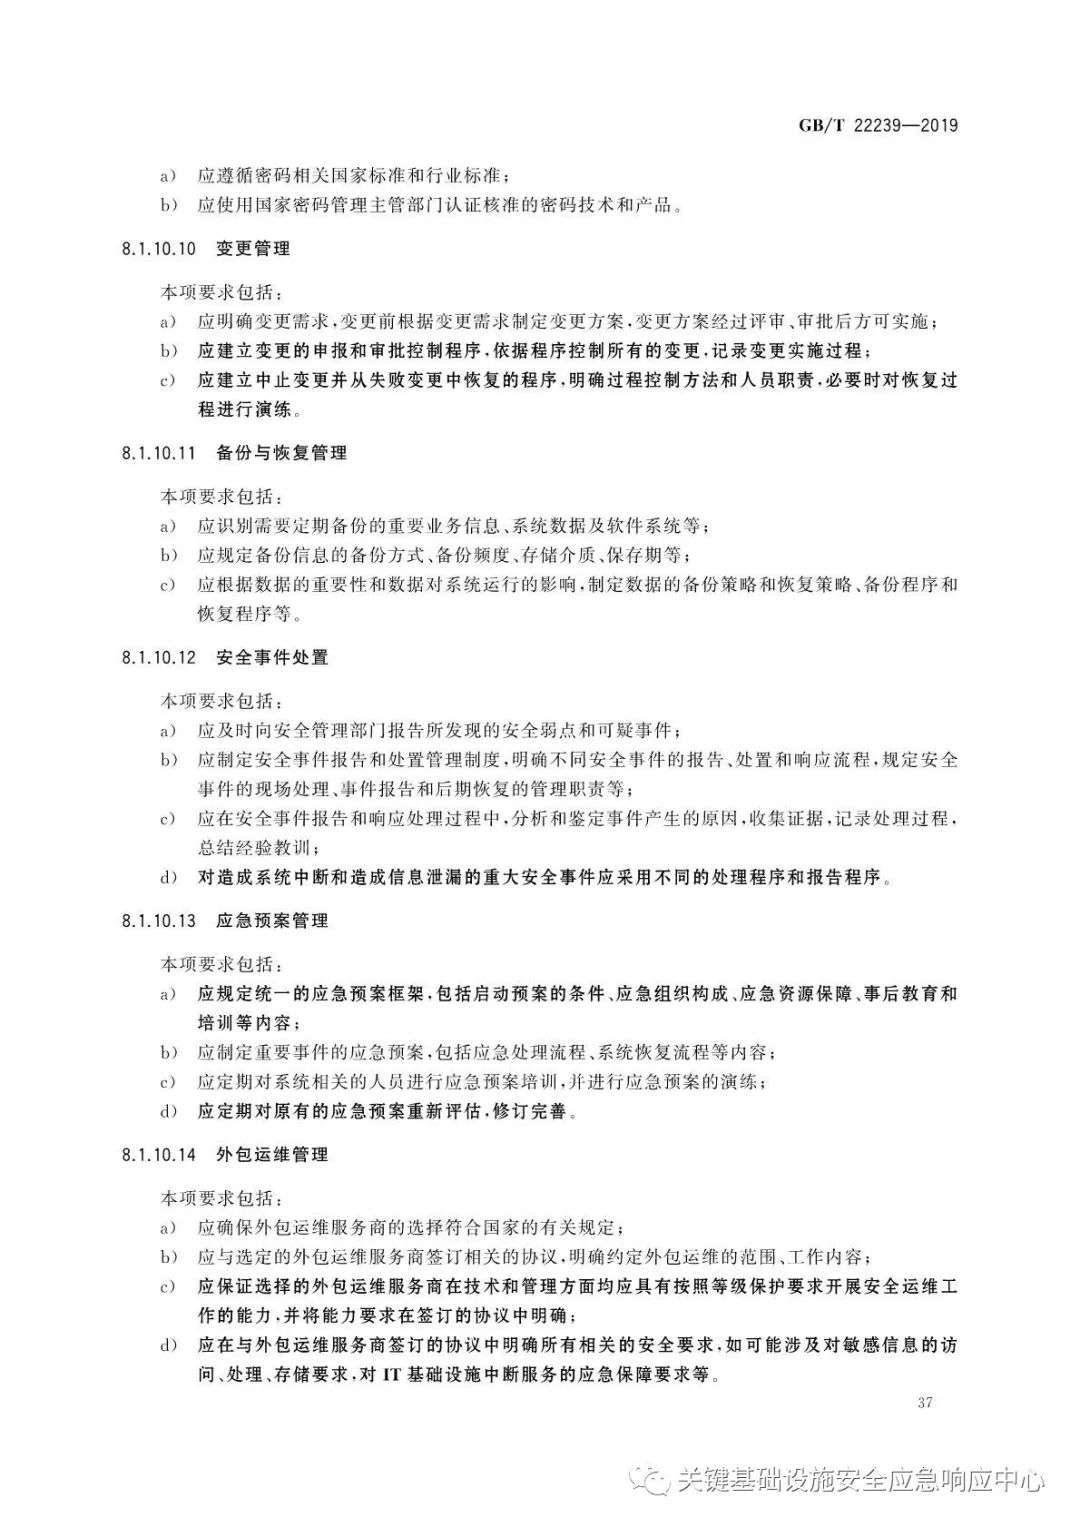 GB/T 22239—2019
a） 应遵循密码相关国家标准和行业标准；
b） 应使用国家密码管理主管部门认证核准的密码技术和产品。
8.1.10.10 变更管理
本项要求包括：
a） 应明确变更需求，变更前根据变更需求制定变更方案，变更方案经过评审、审批后方可实施；
b） 应建立变更的申报和审批控制程序，依据程序控制所有的变更，记录变更实施过程；
c） 应建立中止变更并从失败变更中恢复的程序，明确过程控制方法和人员职责，必要时对恢复过
程进行演练。
8.1.10.11 备份与恢复管理
本项要求包括：
a） 应识别需要定期备份的重要业务信息、系统数据及软件系统等；
b） 应规定备份信息的备份方式、备份频度、存储介质、保存期等；
c） 应根据数据的重要性和数据对系统运行的影响，制定数据的备份策略和恢复策略、备份程序和
恢复程序等。
8.1.10.12 安全事件处置
本项要求包括：
a） 应及时向安全管理部门报告所发现的安全弱点和可疑事件；
b） 应制定安全事件报告和处置管理制度，明确不同安全事件的报告、处置和响应流程，规定安全
事件的现场处理、事件报告和后期恢复的管理职责等；
c） 应在安全事件报告和响应处理过程中，分析和鉴定事件产生的原因，收集证据，记录处理过程，
总结经验教训；
d） 对造成系统中断和造成信息泄漏的重大安全事件应采用不同的处理程序和报告程序。
8.1.10.13 应急预案管理
本项要求包括：
a） 应规定统一的应急预案框架，包括启动预案的条件、应急组织构成、应急资源保障、事后教育和
培训等内容；
b） 应制定重要事件的应急预案，包括应急处理流程、系统恢复流程等内容；
c） 应定期对系统相关的人员进行应急预案培训，并进行应急预案的演练；
d） 应定期对原有的应急预案重新评估，修订完善。
8.1.10.14 外包运维管理
本项要求包括：
a） 应确保外包运维服务商的选择符合国家的有关规定；
b） 应与选定的外包运维服务商签订相关的协议，明确约定外包运维的范围、工作内容；
c） 应保证选择的外包运维服务商在技术和管理方面均应具有按照等级保护要求开展安全运维工
作的能力，并将能力要求在签订的协议中明确；
d） 应在与外包运维服务商签订的协议中明确所有相关的安全要求，如可能涉及对敏感信息的访
问、处理、存储要求，对 IT 基础设施中断服务的应急保障要求等。
37
关键基础设施安全应急响应中心